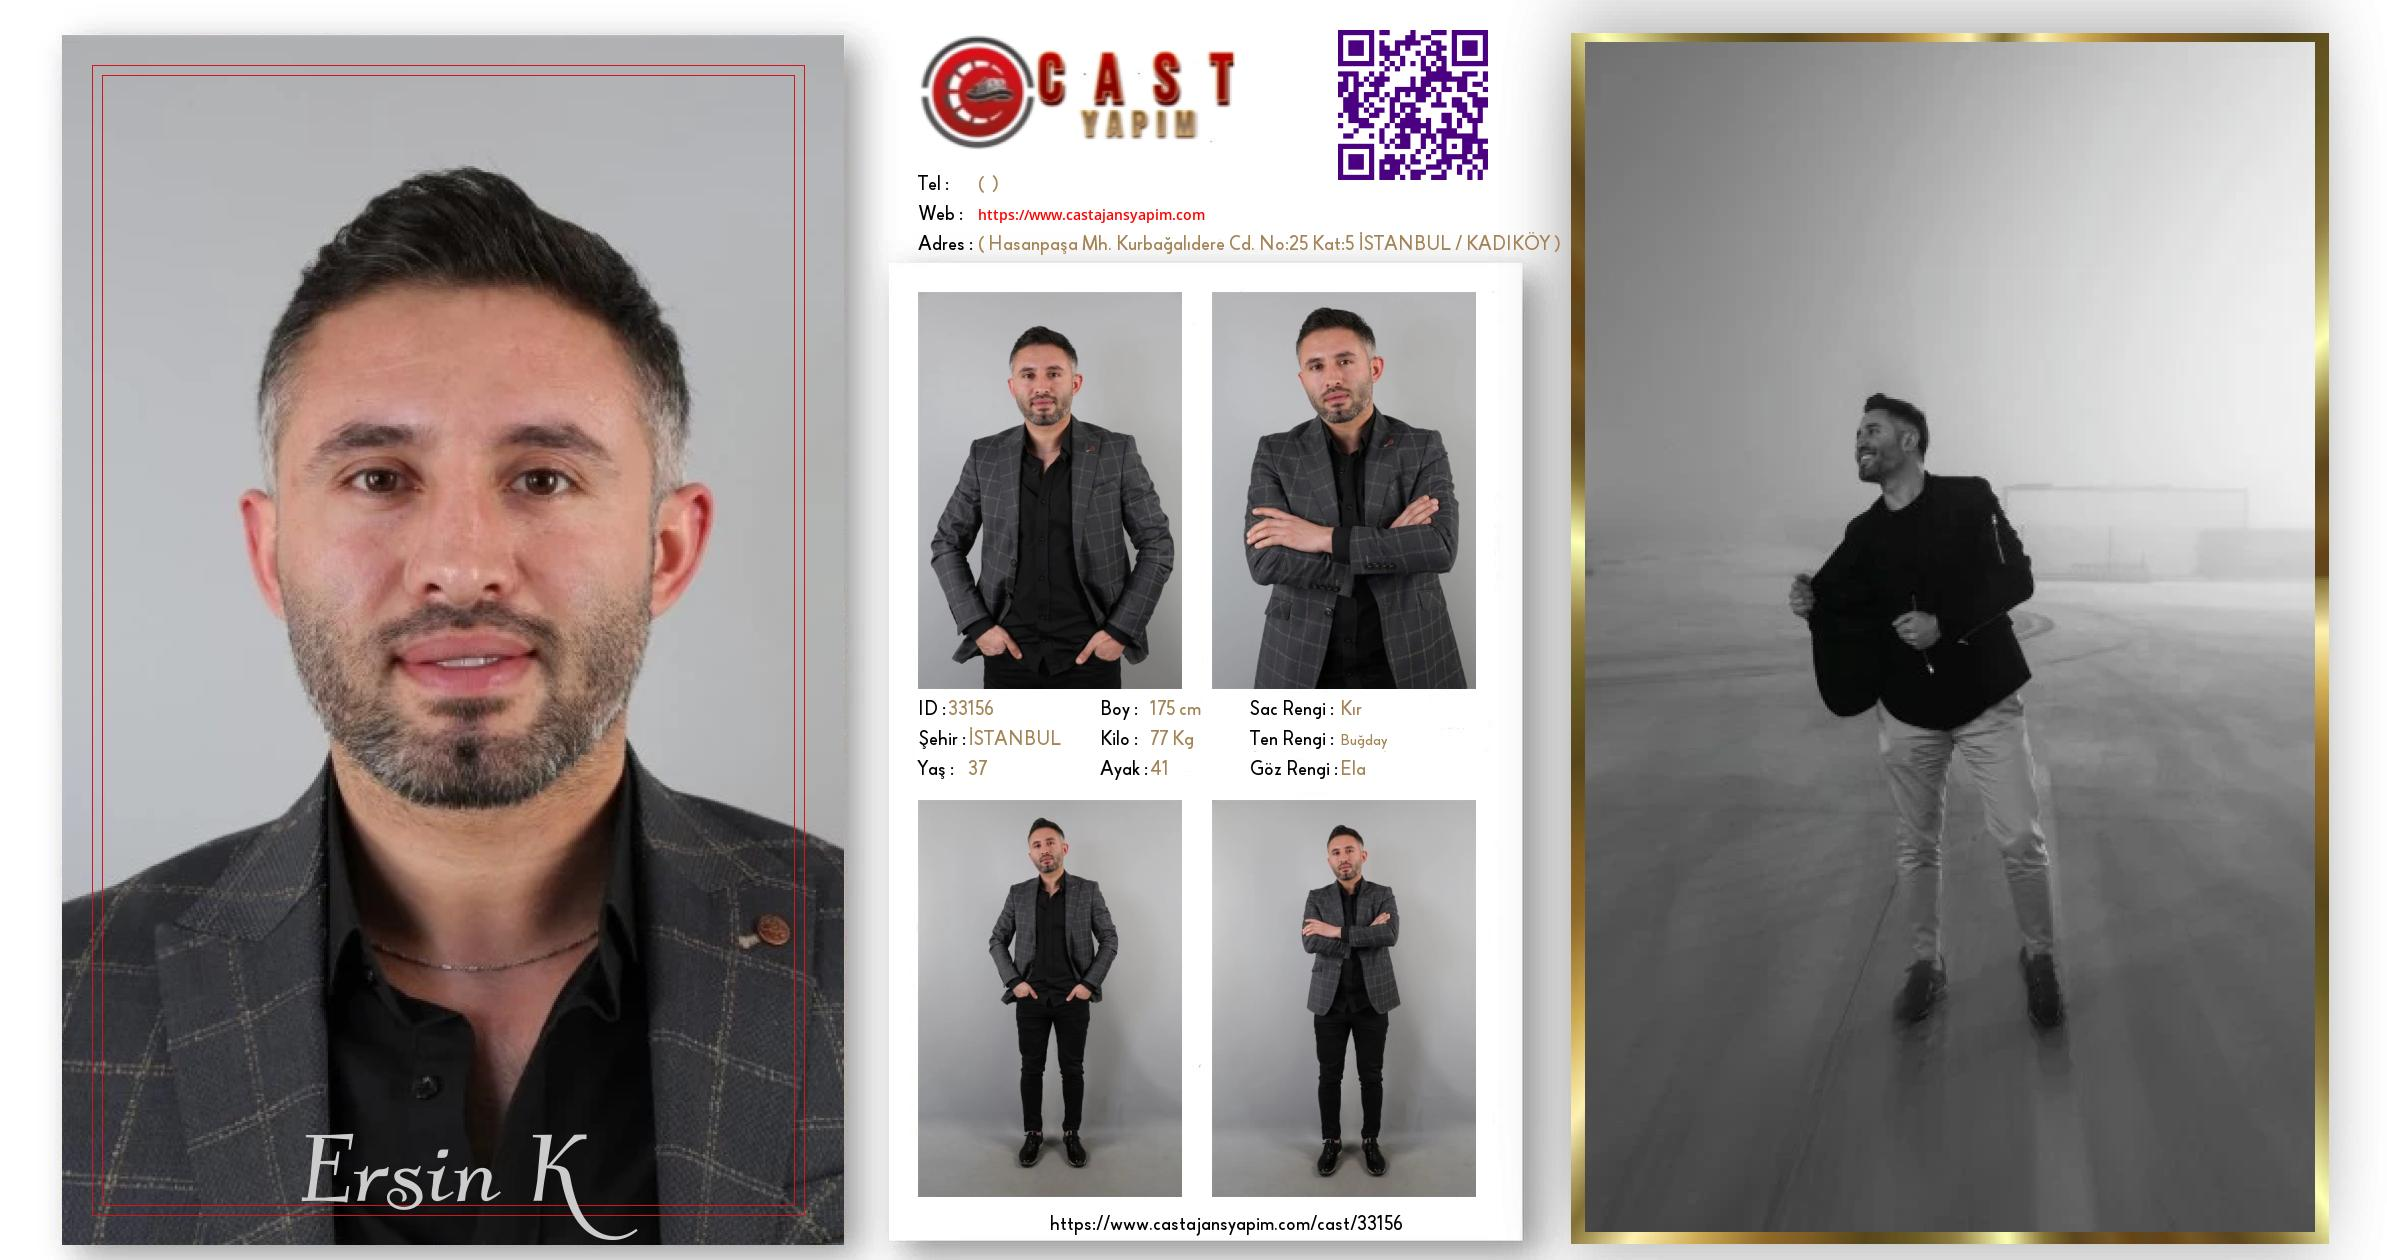 Ersin K
CAST
YAPIM
Tel : ( )
Web : https://www.castajansyapim.com
Adres : ( Hasanpaşa Mh. Kurbağalıdere Cd. No:25 Kat:5 İSTANBUL / KADIKÖY )
ID : 33156 Boy : 175 cm Sac Rengi : Kır
Şehir : İSTANBUL Kilo : 77 Kg Ten Rengi : Buğday
Yaş : 37 Ayak : 41 Göz Rengi : Ela
https://www.castajansyapim.com/cast/33156